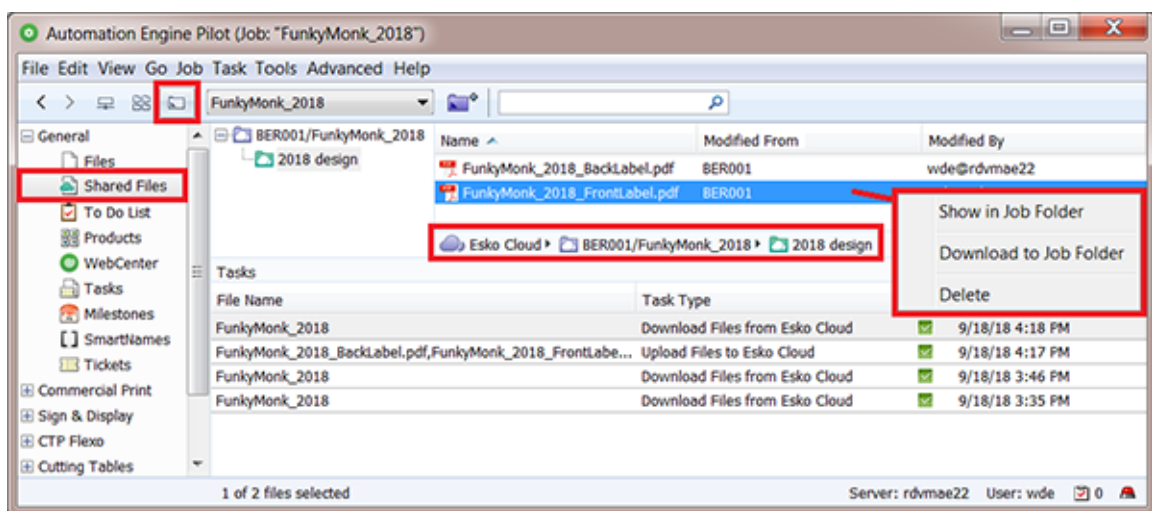 Automation Engine Pilot (Job: "FunkyMonk_2018")
File Edit View Go Job Task Tools Advanced Help
FunkyMonk_2018
General
Files
Shared Files
To Do List
Products
WebCenter
Tasks
Milestones
SmartNames
Tickets
Commercial Print
Sign & Display
CTP Flexo
Cutting Tables
BER001/FunkyMonk_2018
2018 design
Name Modified From Modified By
FunkyMonk_2018_BackLabel.pdf BER001 wde@rdvmae22
FunkyMonk_2018_FrontLabel.pdf BER001
Show in Job Folder
Download to Job Folder
Delete
Esko Cloud BER001/FunkyMonk_2018 2018 design
Tasks
File Name Task Type
FunkyMonk_2018 Download Files from Esko Cloud 9/18/18 4:18 PM
FunkyMonk_2018_BackLabel.pdf,FunkyMonk_2018_FrontLabe... Upload Files to Esko Cloud 9/18/18 4:17 PM
FunkyMonk_2018 Download Files from Esko Cloud 9/18/18 3:46 PM
FunkyMonk_2018 Download Files from Esko Cloud 9/18/18 3:35 PM
1 of 2 files selected Server: rdvmae22 User: wde 0